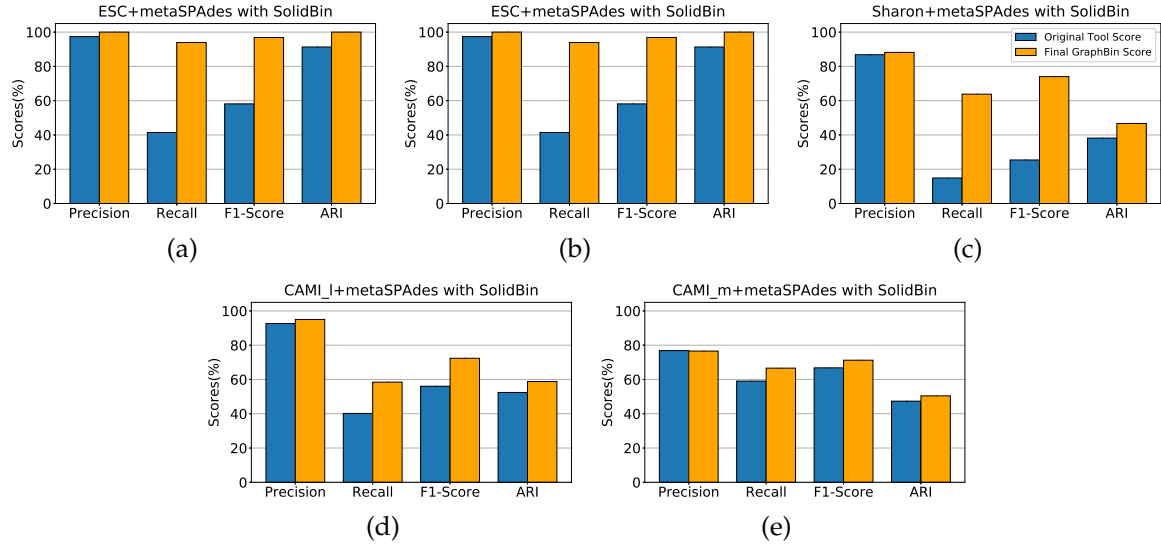 ESC+metaSPAdes with SolidBin
100
80
60
40
20
0
Scores(%)
Precision Recall F1-Score ARI
(a)
ESC+metaSPAdes with SolidBin
100
80
60
40
20
0
Scores(%)
Precision Recall F1-Score ARI
(b)
Sharon+metaSPAdes with SolidBin
Original Tool Score
Final GraphBin Score
100
80
60
40
20
0
Scores(%)
Precision Recall F1-Score ARI
(c)
CAMI_l+metaSPAdes with SolidBin
100
80
60
40
20
0
Scores(%)
Precision Recall F1-Score ARI
(d)
CAMI_m+metaSPAdes with SolidBin
100
80
60
40
20
0
Scores(%)
Precision Recall F1-Score ARI
(e)